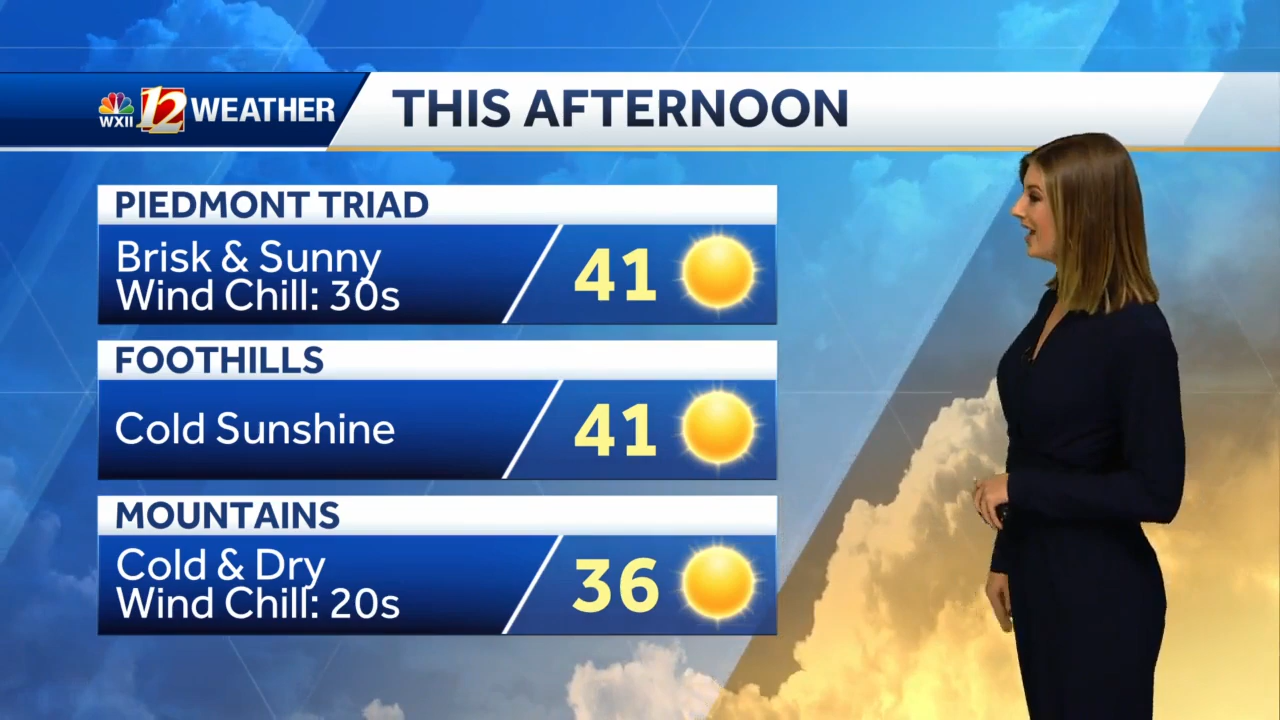 WXII 12 WEATHER
THIS AFTERNOON
PIEDMONT TRIAD
Brisk & Sunny
Wind Chill: 30s
41
FOOTHILLS
Cold Sunshine
41
MOUNTAINS
Cold & Dry
Wind Chill: 20s
36